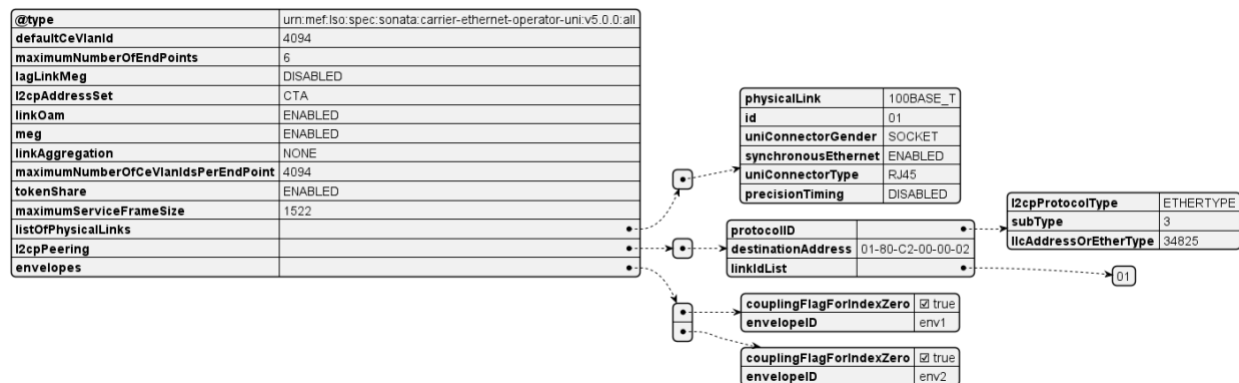 @type urn:mef:lso:spec:sonata:carrier-ethernet-operator-uni:v5.0.0:all
defaultCeVlanId 4094
maximumNumberOfEndPoints 6
lagLinkMeg DISABLED
l2cpAddressSet CTA
linkOam ENABLED
meg ENABLED
linkAggregation NONE
maximumNumberOfCeVlanIdsPerEndPoint 4094
tokenShare ENABLED
maximumServiceFrameSize 1522
listOfPhysicalLinks
l2cpPeering
envelopes
physicalLink 100BASE_T
id 01
uniConnectorGender SOCKET
synchronousEthernet ENABLED
uniConnectorType RJ45
precisionTiming DISABLED
protocolID
destinationAddress 01-80-C2-00-00-02
linkIdList
l2cpProtocolType ETHERTYPE
subType 3
llcAddressOrEtherType 34825
01
couplingFlagForIndexZero ☑ true
envelopeID env1
couplingFlagForIndexZero ☑ true
envelopeID env2